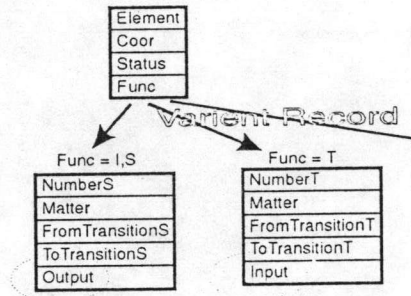 Element
Coor
Status
Func
Varient Record
Func = I,S
NumberS
Matter
FromTransitionS
ToTransitionS
Output
Func = T
NumberT
Matter
FromTransitionT
ToTransitionT
Input